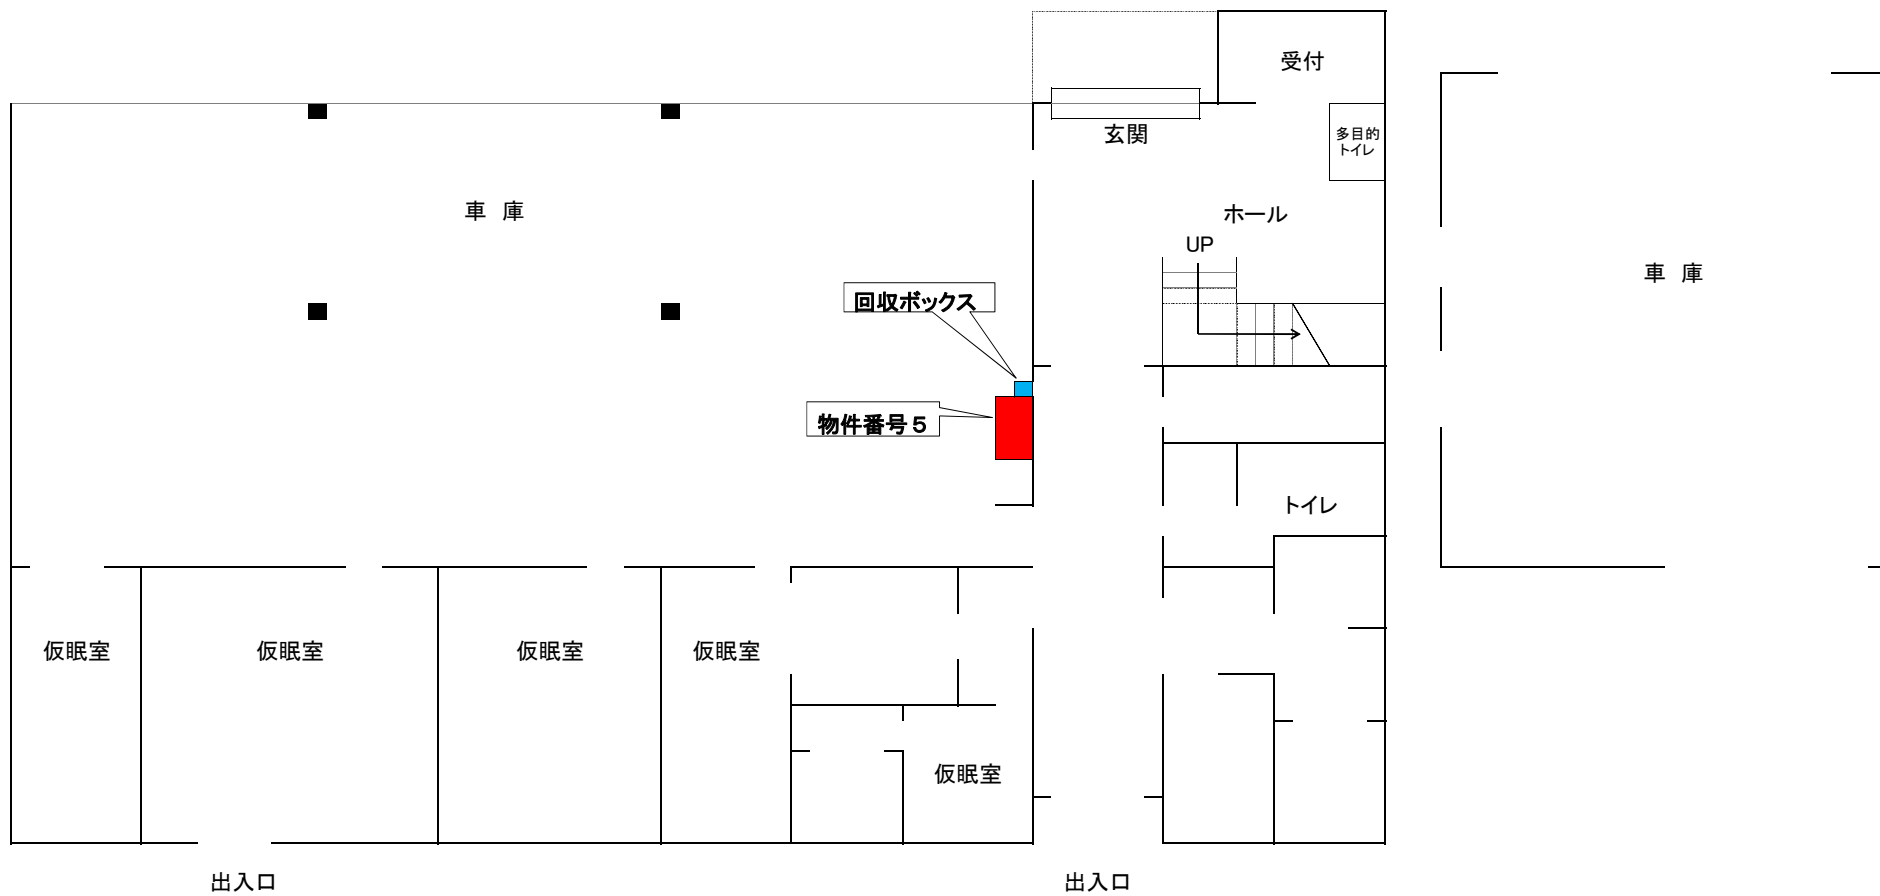 受付
玄関
多目的
トイレ
車 庫
ホール
UP
車 庫
回収ボックス
物件番号５
トイレ
仮眠室
仮眠室
仮眠室
仮眠室
仮眠室
出入口
出入口